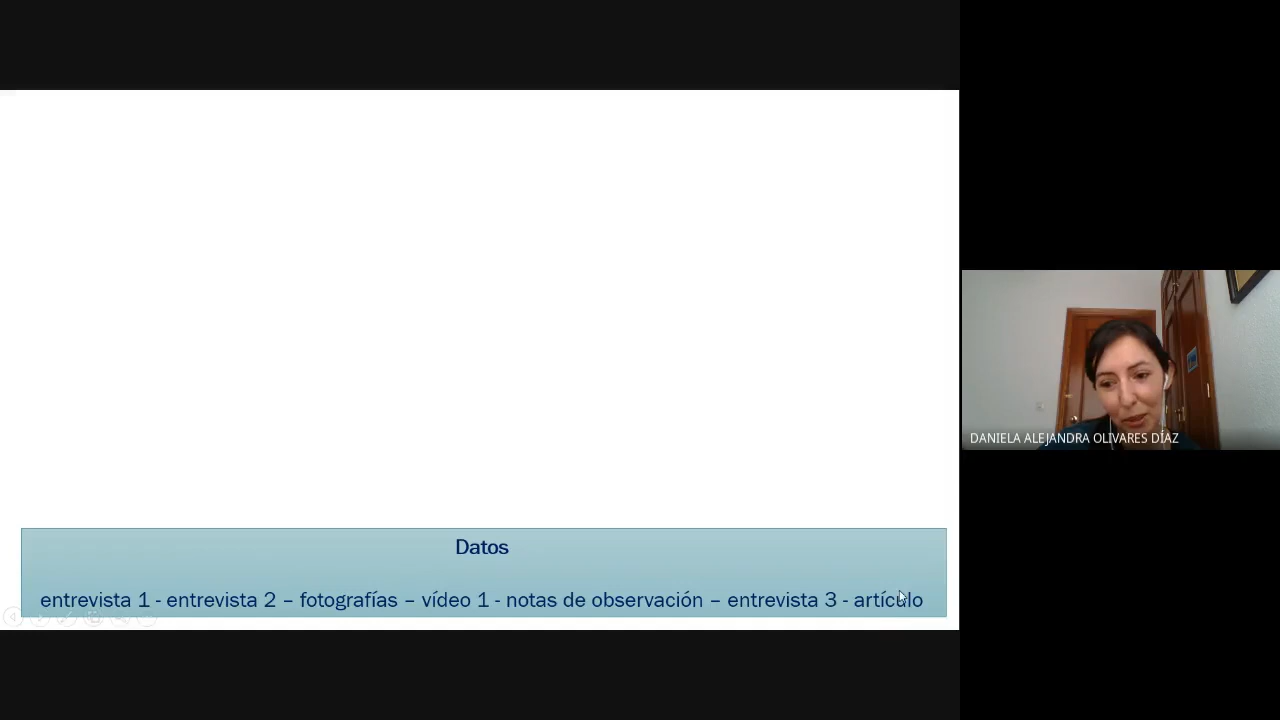 Datos
entrevista 1 - entrevista 2 – fotografías – vídeo 1 - notas de observación – entrevista 3 - artículo
DANIELA ALEJANDRA OLIVARES DÍAZ